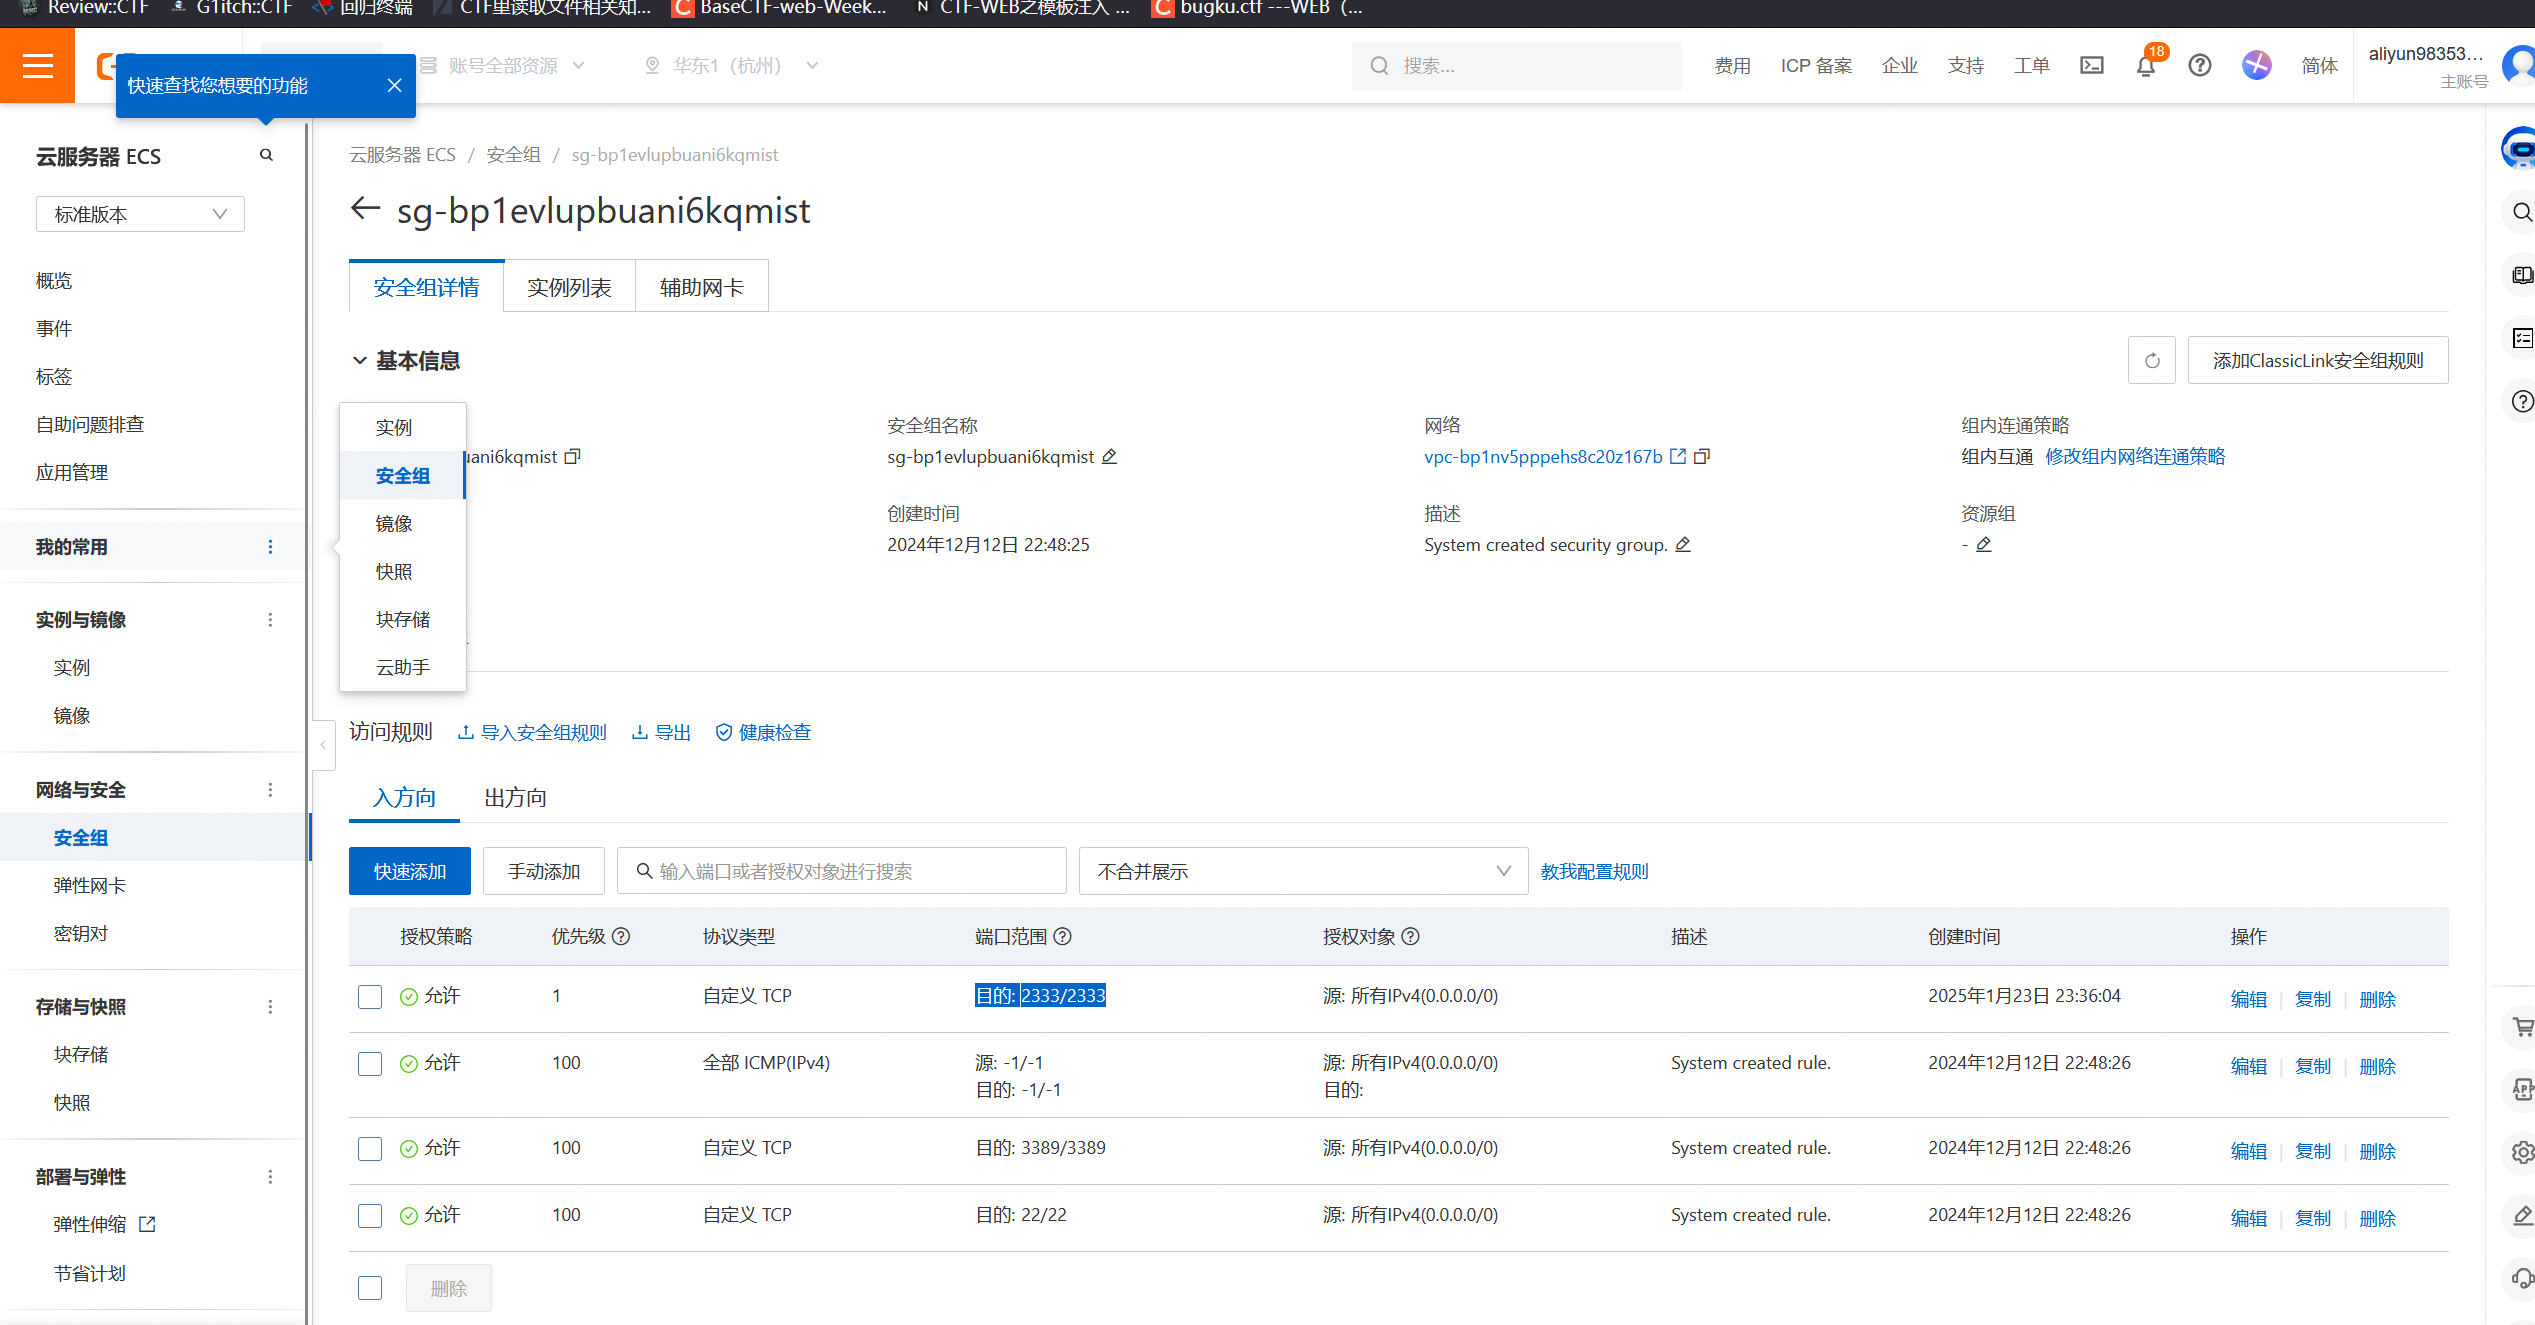 Review::CTF
G1itch::CTF
回归终端
CTF里读取文件相关知...
BaseCTF-web-Week...
CTF-WEB之模板注入 ...
bugku.ctf ---WEB（...
快速查找您想要的功能
账号全部资源
华东1（杭州）
搜索...
费用
ICP 备案
企业
支持
工单
18
简体
aliyun98353...
主账号
云服务器 ECS
标准版本
概览
事件
标签
自助问题排查
应用管理
我的常用
实例与镜像
实例
镜像
网络与安全
安全组
弹性网卡
密钥对
存储与快照
块存储
快照
部署与弹性
弹性伸缩
节省计划
云服务器 ECS / 安全组 / sg-bp1evlupbuani6kqmist
sg-bp1evlupbuani6kqmist
安全组详情
实例列表
辅助网卡
基本信息
添加ClassicLink安全组规则
实例
安全组
镜像
快照
块存储
云助手
uani6kqmist
安全组名称
sg-bp1evlupbuani6kqmist
网络
vpc-bp1nv5pppehs8c20z167b
组内连通策略
组内互通 修改组内网络连通策略
创建时间
2024年12月12日 22:48:25
描述
System created security group.
资源组
-
访问规则
导入安全组规则
导出
健康检查
入方向
出方向
快速添加
手动添加
输入端口或者授权对象进行搜索
不合并展示
教我配置规则
授权策略 优先级 协议类型 端口范围 授权对象 描述 创建时间 操作
允许 1 自定义 TCP 目的: 2333/2333 源: 所有IPv4(0.0.0.0/0) 2025年1月23日 23:36:04 编辑 | 复制 | 删除
允许 100 全部 ICMP(IPv4) 源: -1/-1 源: 所有IPv4(0.0.0.0/0) System created rule. 2024年12月12日 22:48:26 编辑 | 复制 | 删除
目的: -1/-1 目的:
允许 100 自定义 TCP 目的: 3389/3389 源: 所有IPv4(0.0.0.0/0) System created rule. 2024年12月12日 22:48:26 编辑 | 复制 | 删除
允许 100 自定义 TCP 目的: 22/22 源: 所有IPv4(0.0.0.0/0) System created rule. 2024年12月12日 22:48:26 编辑 | 复制 | 删除
删除
APP